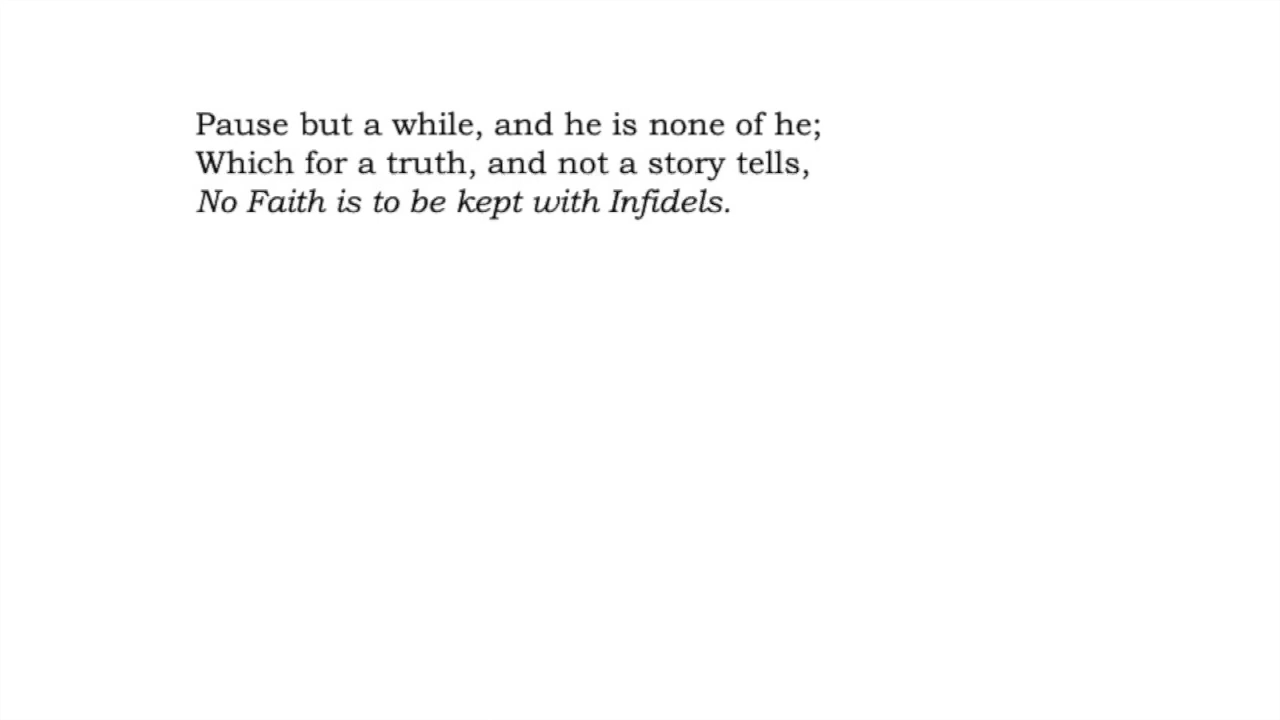 Pause but a while, and he is none of he;
Which for a truth, and not a story tells,
No Faith is to be kept with Infidels.